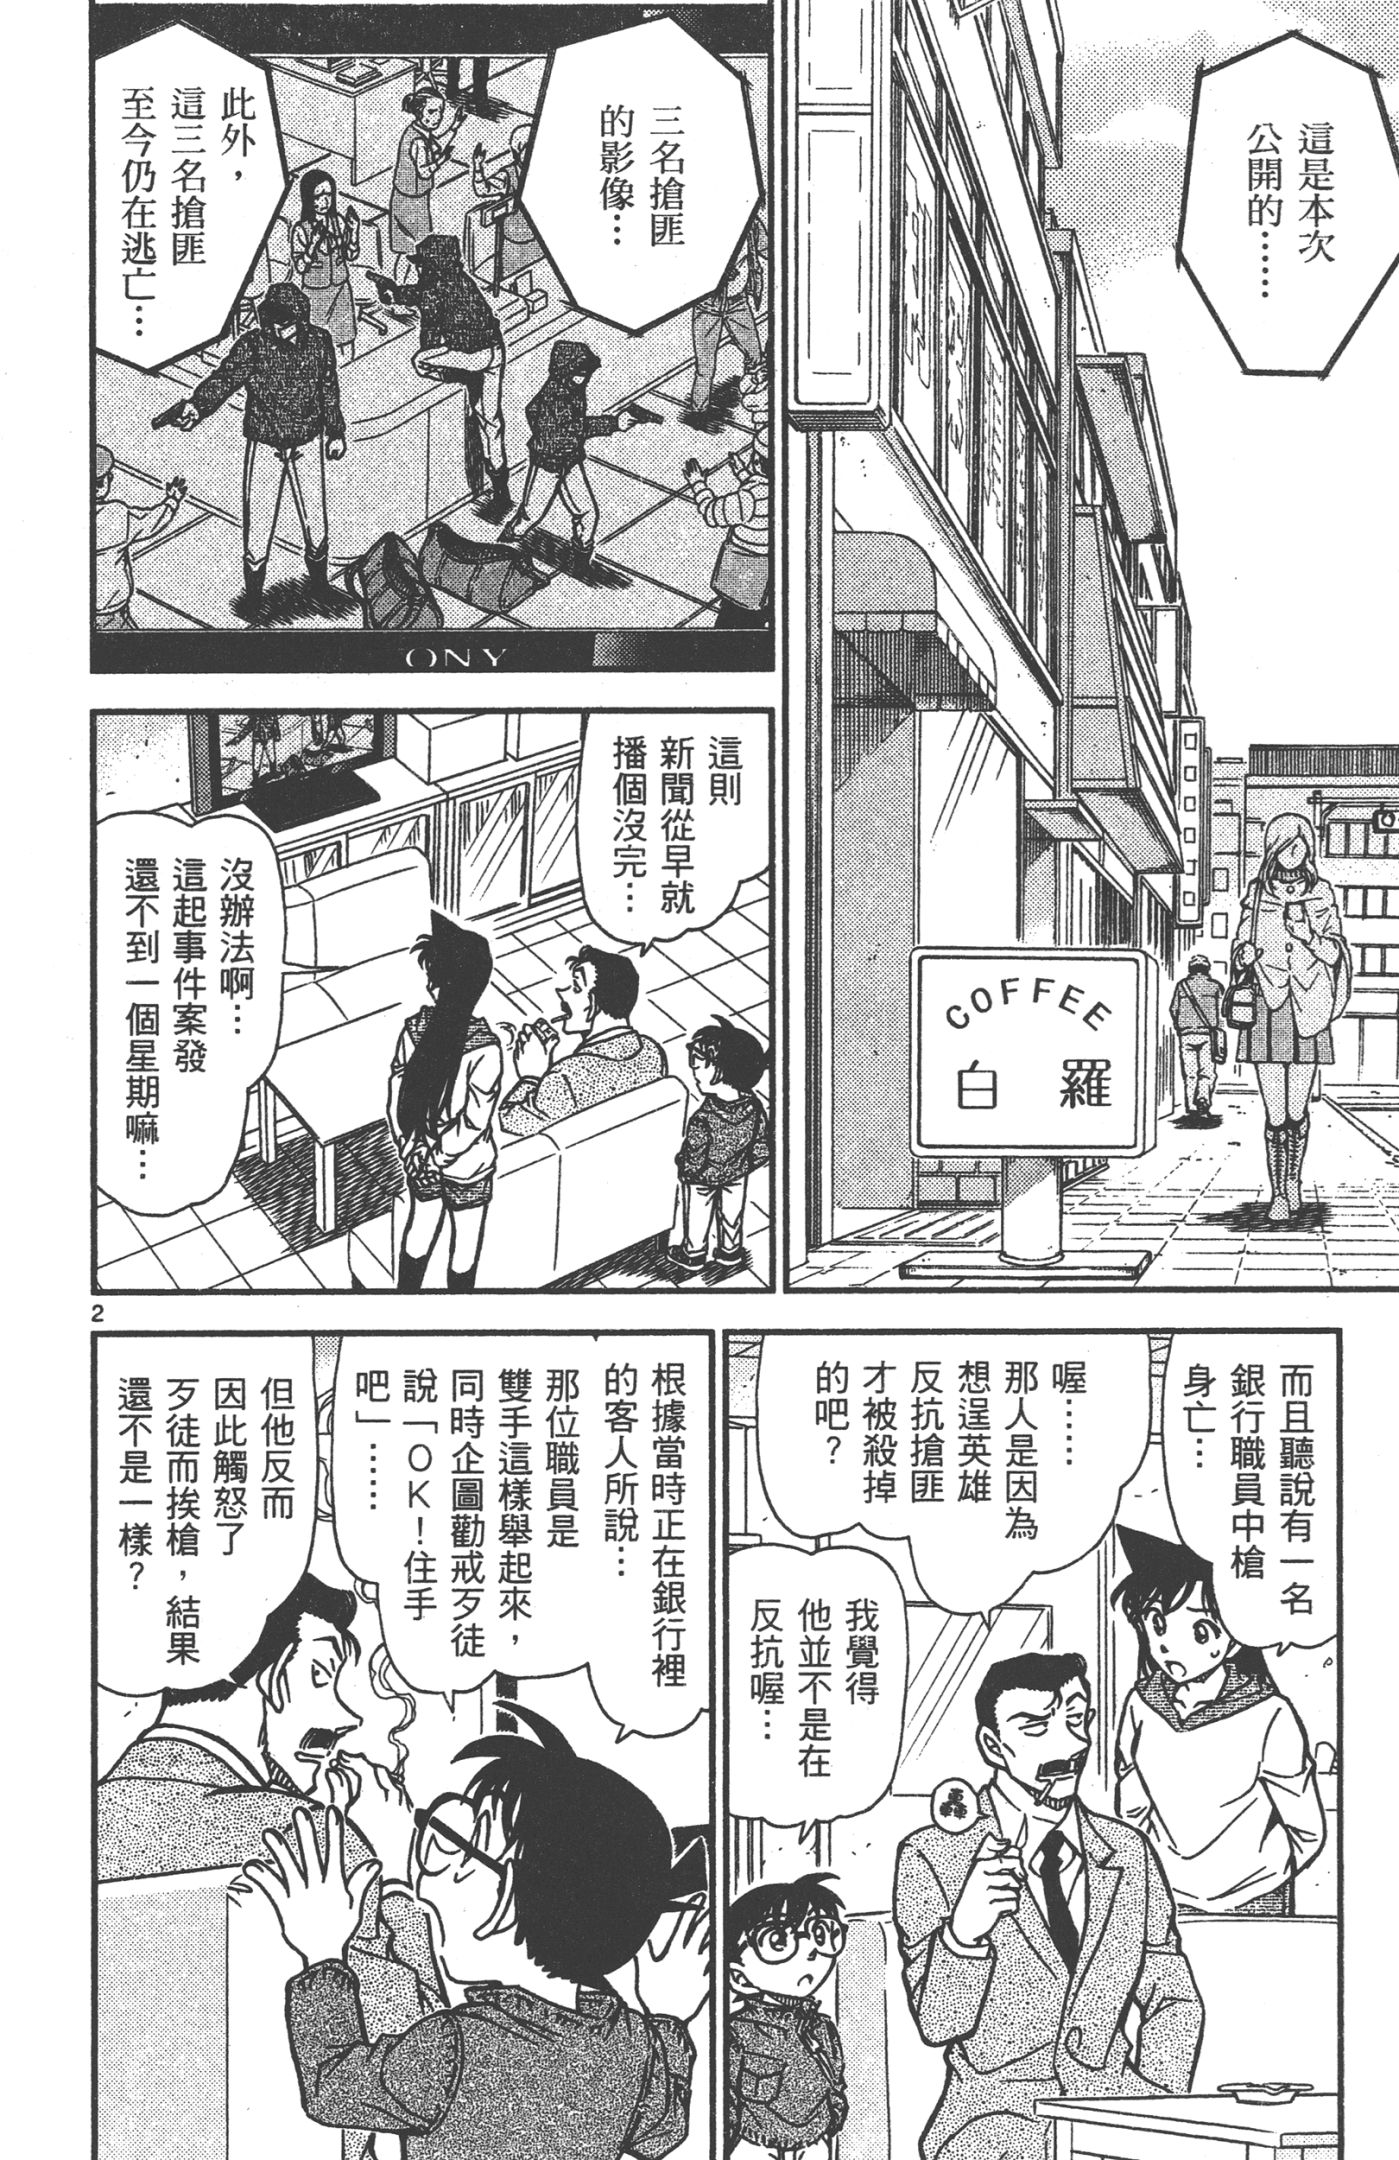 這是本次
公開的……
COFFEE
白羅
三名搶匪
的影像…
此外，
這三名搶匪
至今仍在逃亡…
ONY
這則
新聞從早就
播個沒完…
沒辦法啊…
這起事件案發
還不到一個星期嘛…
2
而且聽說有一名
銀行職員中槍
身亡…
喔……
那人是因為
想逞英雄
反抗搶匪
才被殺掉
的吧？
我覺得
他並不是在
反抗喔…
轟
根據當時正在銀行裡
的客人所說…
那位職員是
雙手這樣舉起來，
同時企圖勸戒歹徒
說「OK！住手
吧」……
但他反而
因此觸怒了
歹徒而挨槍，結果
還不是一樣？